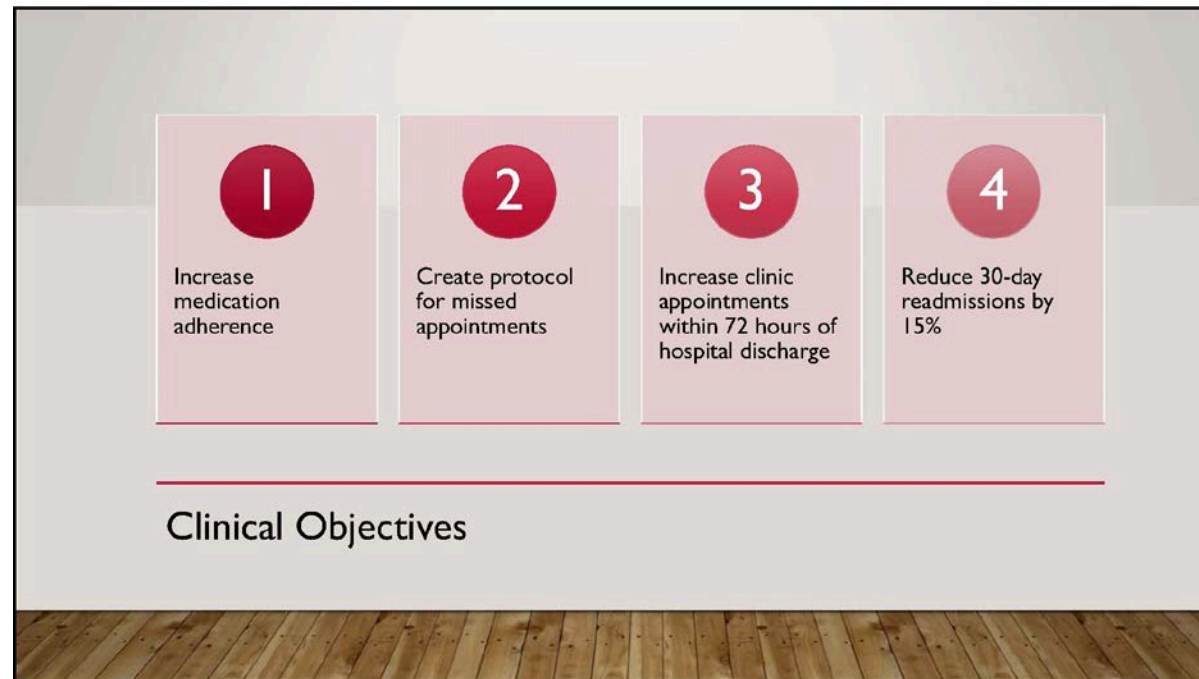 1
Increase
medication
adherence
2
Create protocol
for missed
appointments
3
Increase clinic
appointments
within 72 hours of
hospital discharge
4
Reduce 30-day
readmissions by
15%
Clinical Objectives